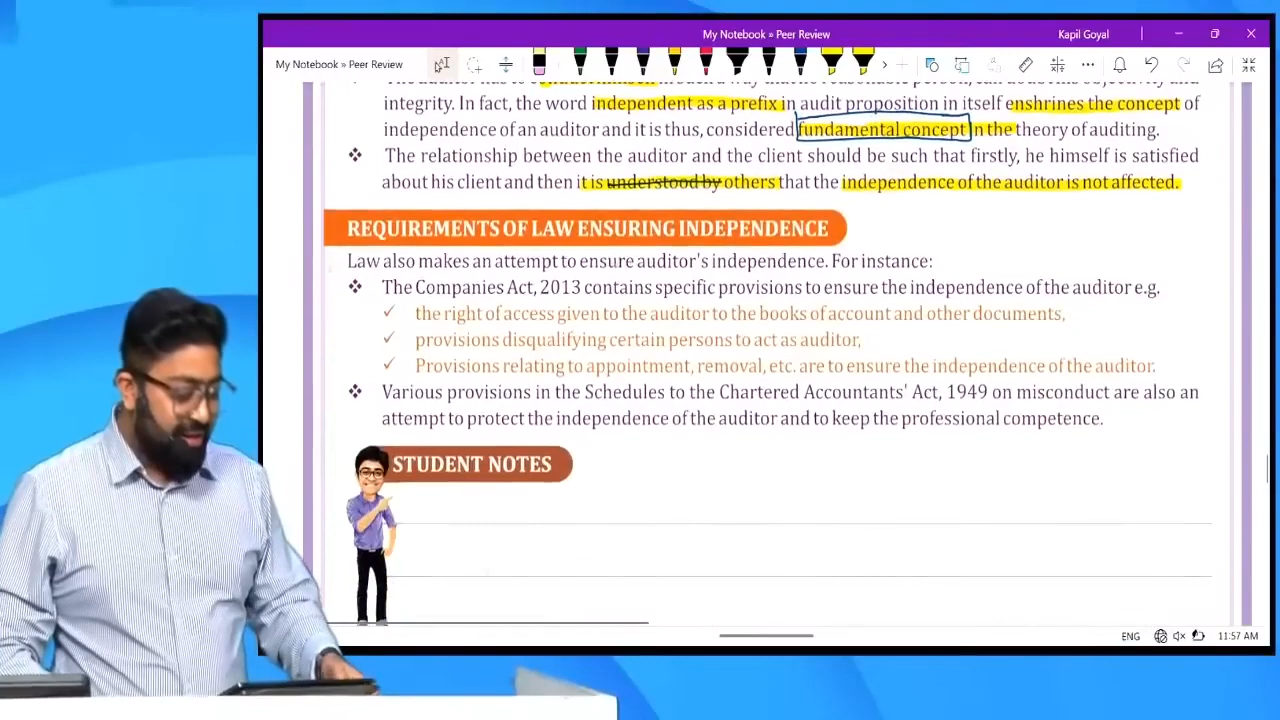 My Notebook » Peer Review
Kapil Goyal
My Notebook » Peer Review
integrity. In fact, the word independent as a prefix in audit proposition in itself enshrines the concept of
independence of an auditor and it is thus, considered fundamental concept in the theory of auditing.
❖ The relationship between the auditor and the client should be such that firstly, he himself is satisfied
about his client and then it is understood by others that the independence of the auditor is not affected.
REQUIREMENTS OF LAW ENSURING INDEPENDENCE
Law also makes an attempt to ensure auditor's independence. For instance:
❖ The Companies Act, 2013 contains specific provisions to ensure the independence of the auditor e.g.
✓ the right of access given to the auditor to the books of account and other documents,
✓ provisions disqualifying certain persons to act as auditor,
✓ Provisions relating to appointment, removal, etc. are to ensure the independence of the auditor.
❖ Various provisions in the Schedules to the Chartered Accountants' Act, 1949 on misconduct are also an
attempt to protect the independence of the auditor and to keep the professional competence.
STUDENT NOTES
ENG
11:57 AM